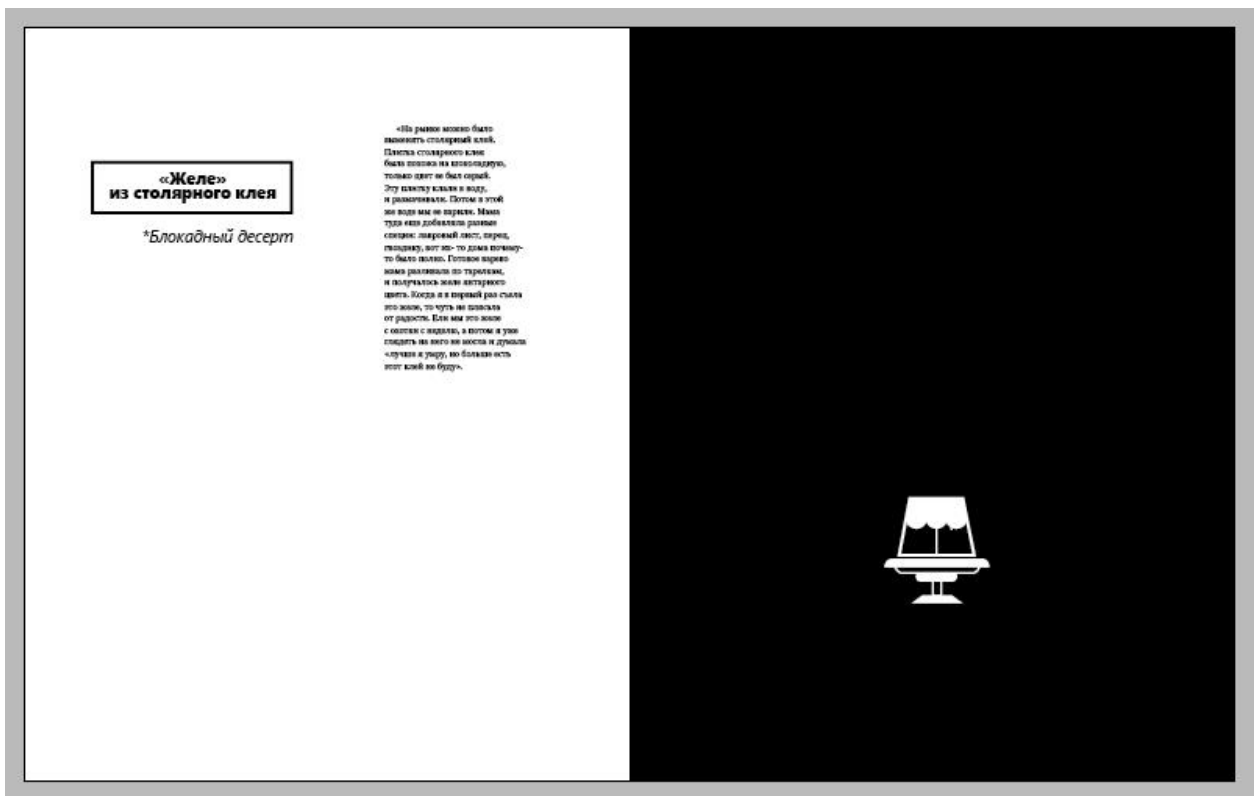 «Желе»
из столярного клея
*Блокадный десерт
«На рынке можно было
выменять столярный клей.
Плитка столярного клея
была похожа на шоколадную,
только цвет ее был серый.
Эту плитку клали в воду,
и размачивали. Потом в этой
же воде мы ее парили. Мама
туда еще добавляла разные
специи: лавровый лист, перец,
гвоздику, вот их- то дома почему-
то было полно. Готовое варево
мама разливала по тарелкам,
и получалось желе янтарного
цвета. Когда я в первый раз съела
это желе, то чуть не плясала
от радости. Ели мы это желе
с охотки с неделю, а потом я уже
глядеть на него не могла и думала
«лучше я умру, но больше есть
этот клей не буду».